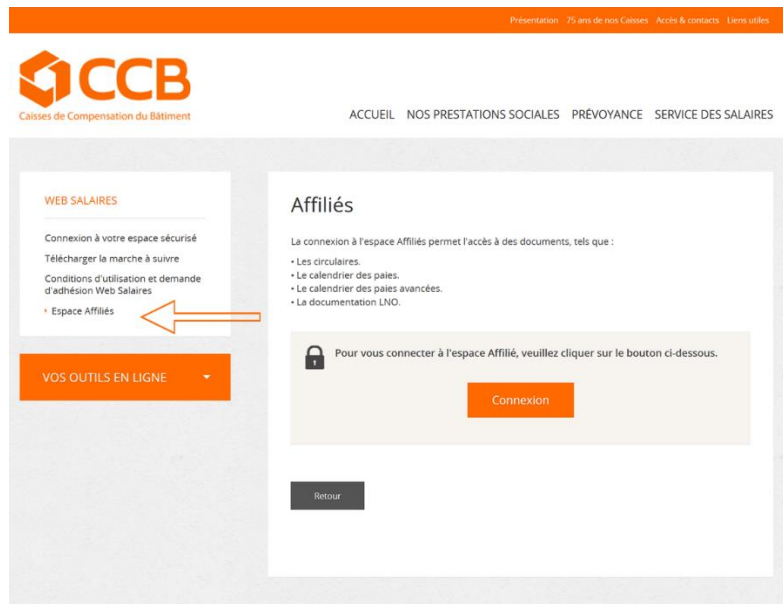 Présentation 75 ans de nos Caisses Accès & contacts Liens utiles
CCB
Caisses de Compensation du Bâtiment
ACCUEIL NOS PRESTATIONS SOCIALES PRÉVOYANCE SERVICE DES SALAIRES
WEB SALAIRES
Connexion à votre espace sécurisé
Télécharger la marche à suivre
Conditions d'utilisation et demande
d'adhésion Web Salaires
Espace Affiliés
VOS OUTILS EN LIGNE
Affiliés
La connexion à l'espace Affiliés permet l'accès à des documents, tels que :
• Les circulaires.
• Le calendrier des paies.
• Le calendrier des paies avancées.
• La documentation LNO.
Pour vous connecter à l'espace Affilié, veuillez cliquer sur le bouton ci-dessous.
Connexion
Retour